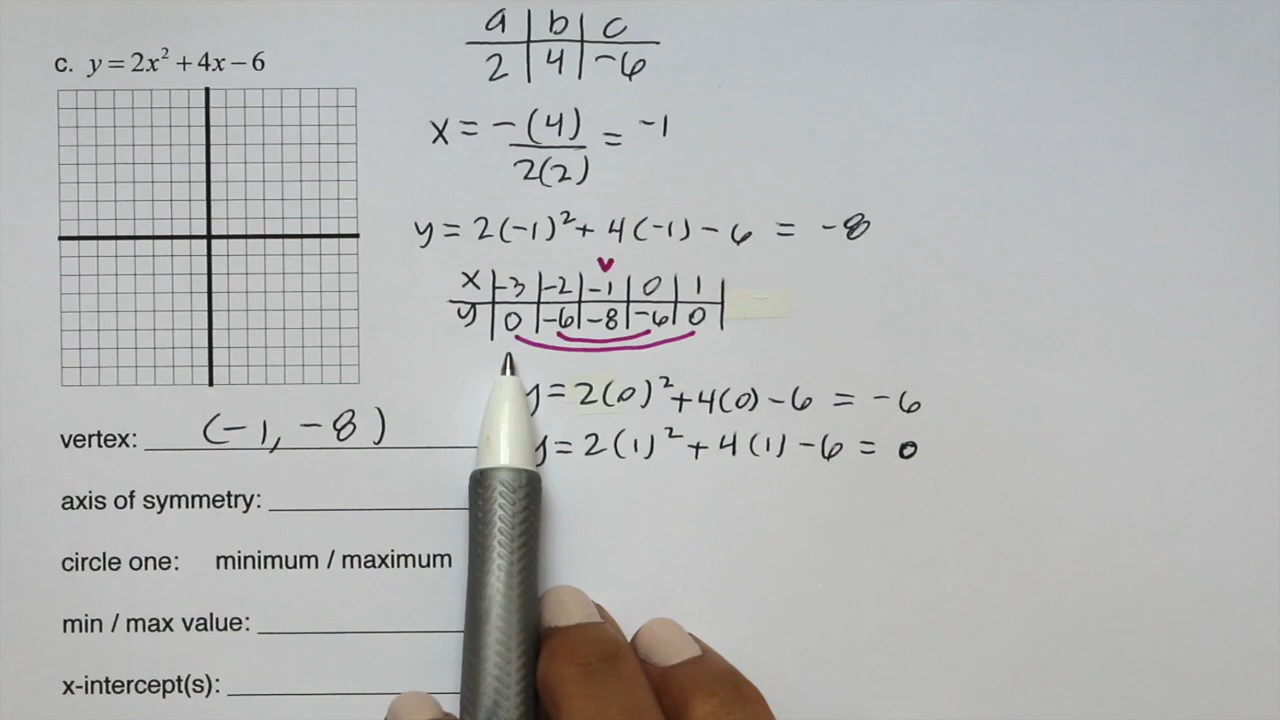 c. y = 2x² + 4x − 6
a | b | c
2 | 4 | −6
x = −(4) / 2(2) = −1
y = 2(−1)² + 4(−1) − 6 = −8
x | −3 | −2 | −1 | 0 | 1
y | 0 | −6 | −8 | −6 | 0
y = 2(0)² + 4(0) − 6 = −6
y = 2(1)² + 4(1) − 6 = 0
vertex: (−1, −8)
axis of symmetry:
circle one: minimum / maximum
min / max value:
x-intercept(s):